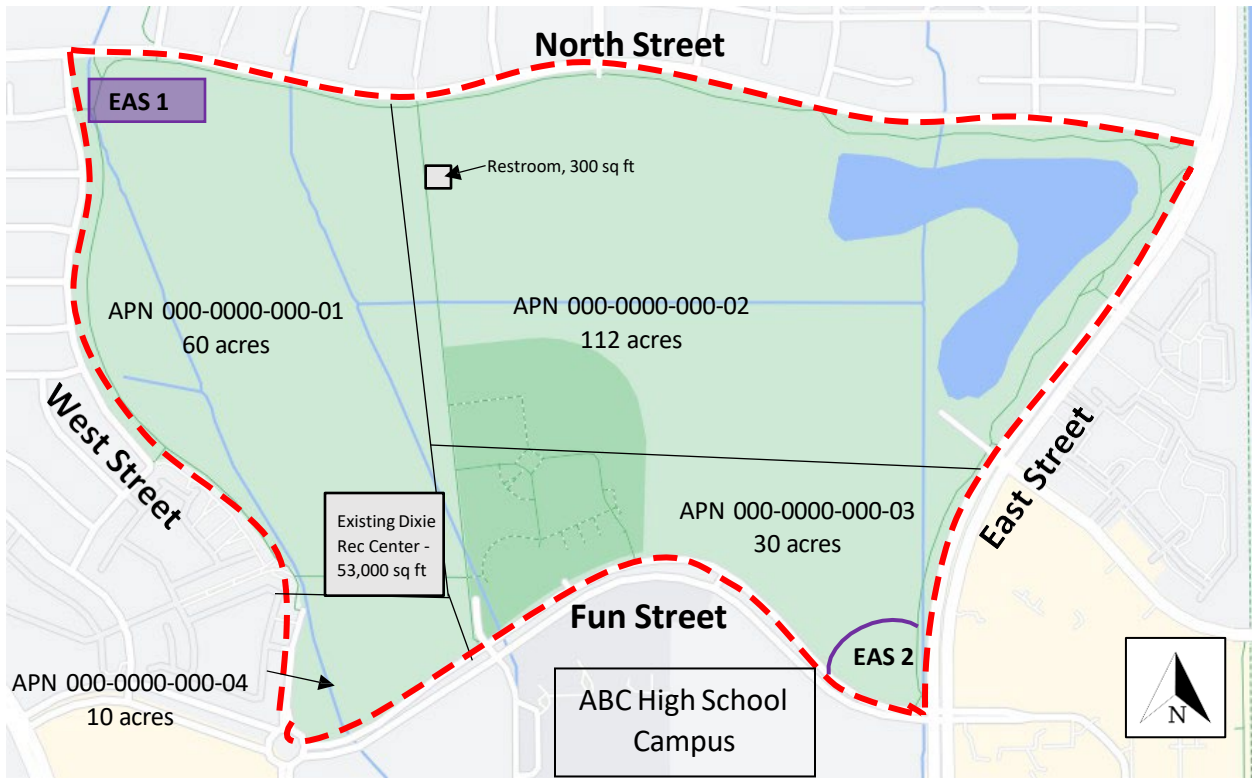 North Street
EAS 1
Restroom, 300 sq ft
APN 000-0000-000-01
60 acres
APN 000-0000-000-02
112 acres
West Street
East Street
Existing Dixie
Rec Center -
53,000 sq ft
APN 000-0000-000-03
30 acres
Fun Street
EAS 2
APN 000-0000-000-04
10 acres
ABC High School
Campus
N